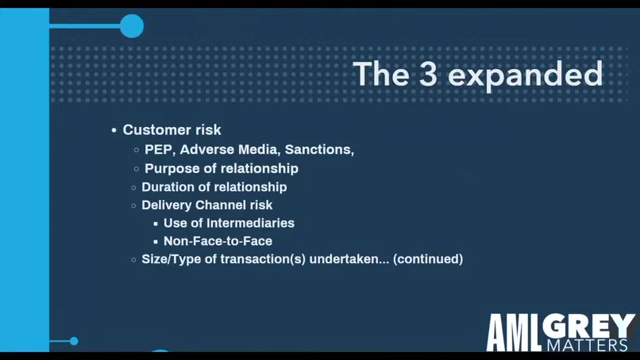 The 3 expanded
• Customer risk
○ PEP, Adverse Media, Sanctions,
○ Purpose of relationship
○ Duration of relationship
○ Delivery Channel risk
▪ Use of Intermediaries
▪ Non-Face-to-Face
○ Size/Type of transaction(s) undertaken... (continued)
AML GREY
MATTERS